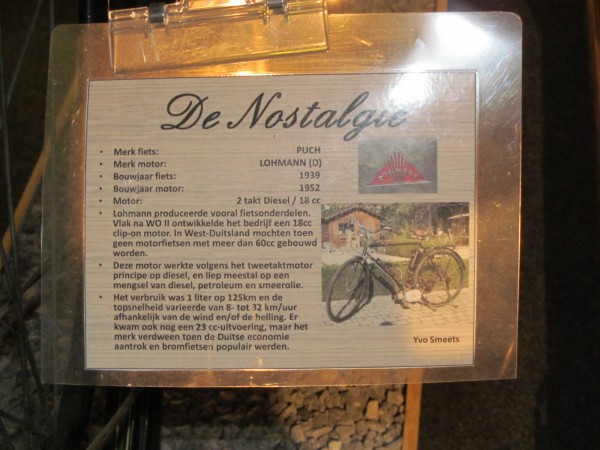 De Nostalgie
• Merk fiets: PUCH
• Merk motor: LOHMANN (D)
• Bouwjaar fiets: 1939
• Bouwjaar motor: 1952
• Motor: 2 takt Diesel / 18 cc
• Lohmann produceerde vooral fietsonderdelen.
Vlak na WO II ontwikkelde het bedrijf een 18cc
clip-on motor. In West-Duitsland mochten toen
geen motorfietsen met meer dan 60cc gebouwd
worden.
• Deze motor werkte volgens het tweetaktmotor
principe op diesel, en liep meestal op een
mengsel van diesel, petroleum en smeerolie.
• Het verbruik was 1 liter op 125km en de
topsnelheid varieerde van 8- tot 32 km/uur
afhankelijk van de wind en/of de helling. Er
kwam ook nog een 23 cc-uitvoering, maar het
merk verdween toen de Duitse economie
aantrok en bromfietsen populair werden.
LOHMANN
Yvo Smeets